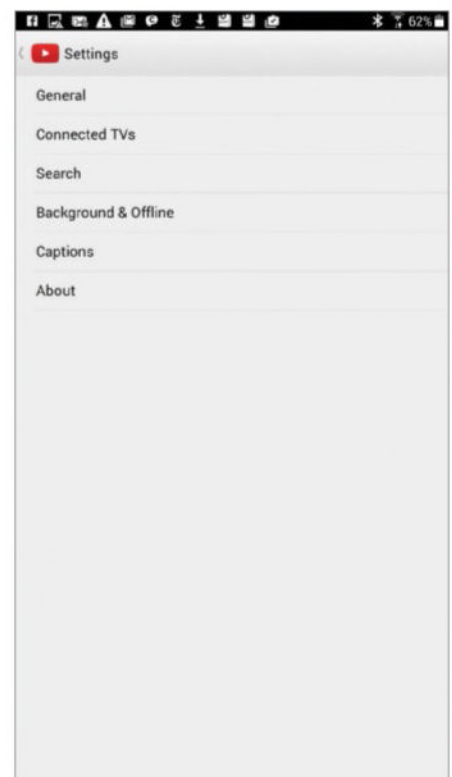 62%
Settings
General
Connected TVs
Search
Background & Offline
Captions
About